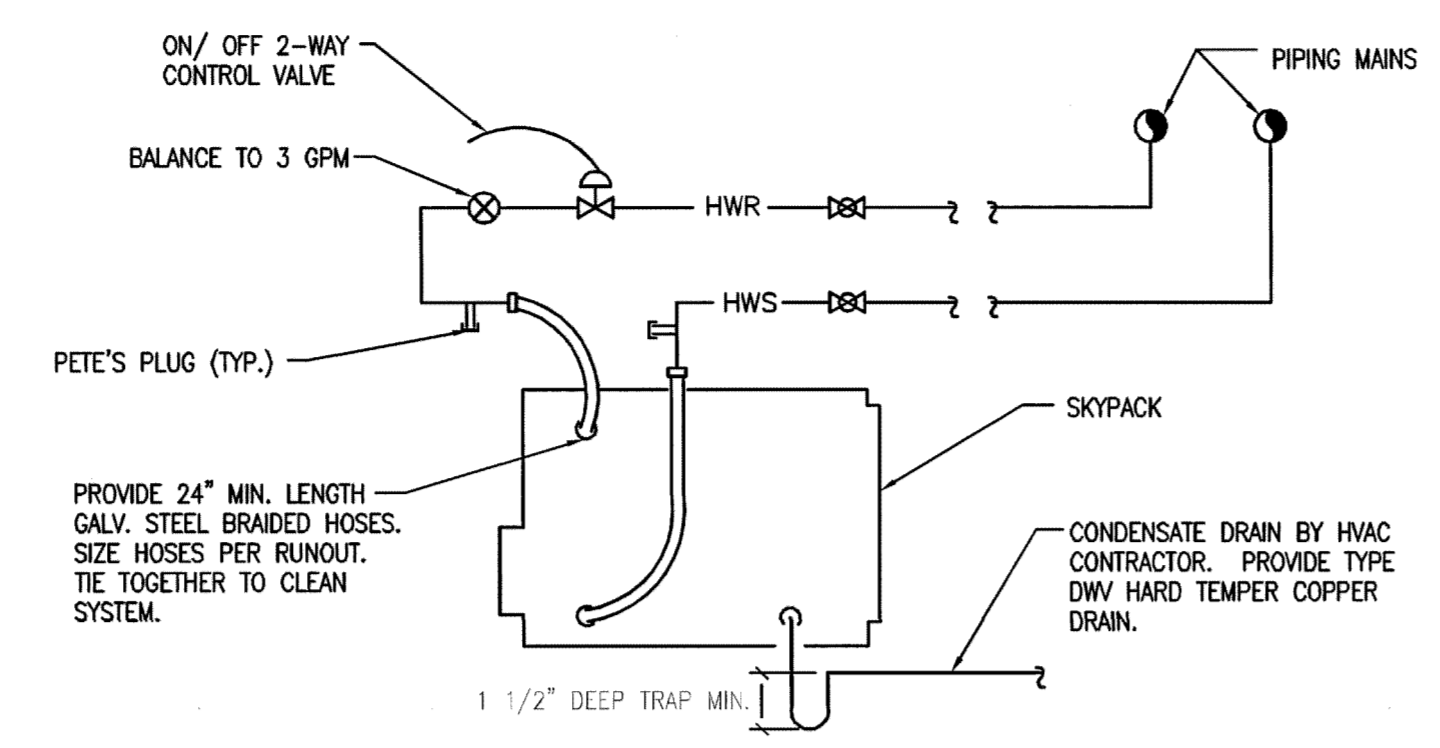 ON/ OFF 2-WAY
CONTROL VALVE
PIPING MAINS
BALANCE TO 3 GPM
HWR
HWS
PETE'S PLUG (TYP.)
SKYPACK
PROVIDE 24" MIN. LENGTH
GALV. STEEL BRAIDED HOSES.
SIZE HOSES PER RUNOUT.
TIE TOGETHER TO CLEAN
SYSTEM.
CONDENSATE DRAIN BY HVAC
CONTRACTOR. PROVIDE TYPE
DWV HARD TEMPER COPPER
DRAIN.
1 1/2" DEEP TRAP MIN.